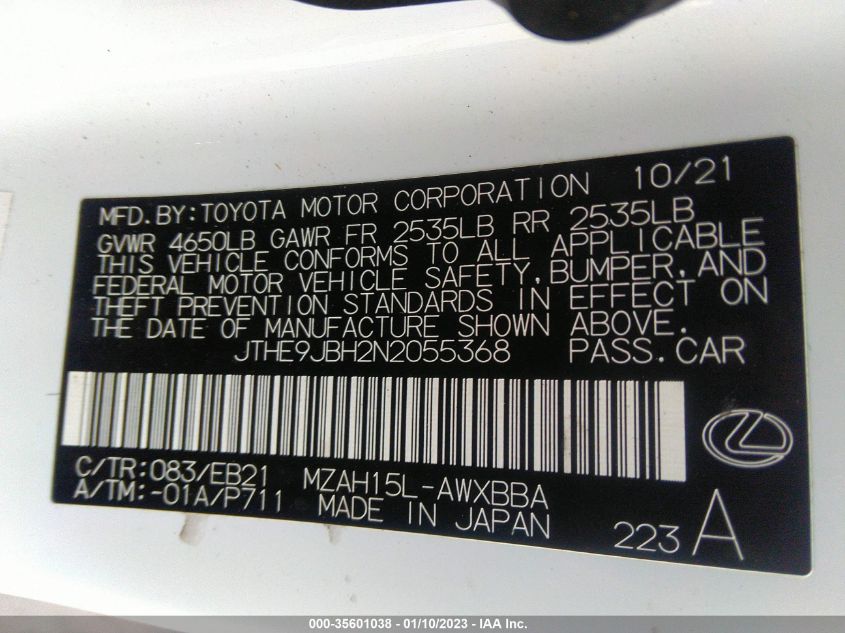 MFD.BY:TOYOTA MOTOR CORPORATION 10/21
GVWR 4650LB GAWR FR 2535LB RR 2535LB
THIS VEHICLE CONFORMS TO ALL APPLICABLE
FEDERAL MOTOR VEHICLE SAFETY,BUMPER,AND
THEFT PREVENTION STANDARDS IN EFFECT ON
THE DATE OF MANUFACTURE SHOWN ABOVE.
JTHE9JBH2N2055368 PASS.CAR
C/TR:083/EB21 MZAH15L-AWXBBA
A/TM:-01A/P711 MADE IN JAPAN
223 A
000-35601038 - 01/10/2023 - IAA Inc.